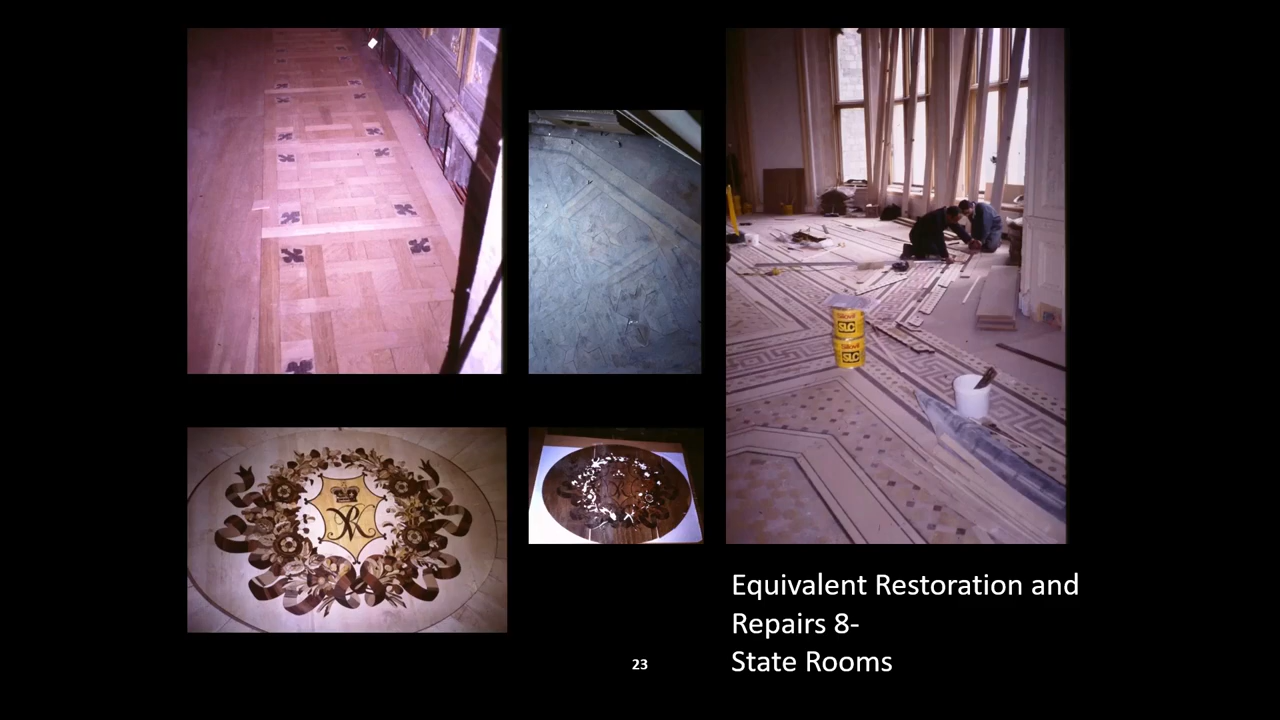 SLC
SLC
Equivalent Restoration and
Repairs 8-
State Rooms
23